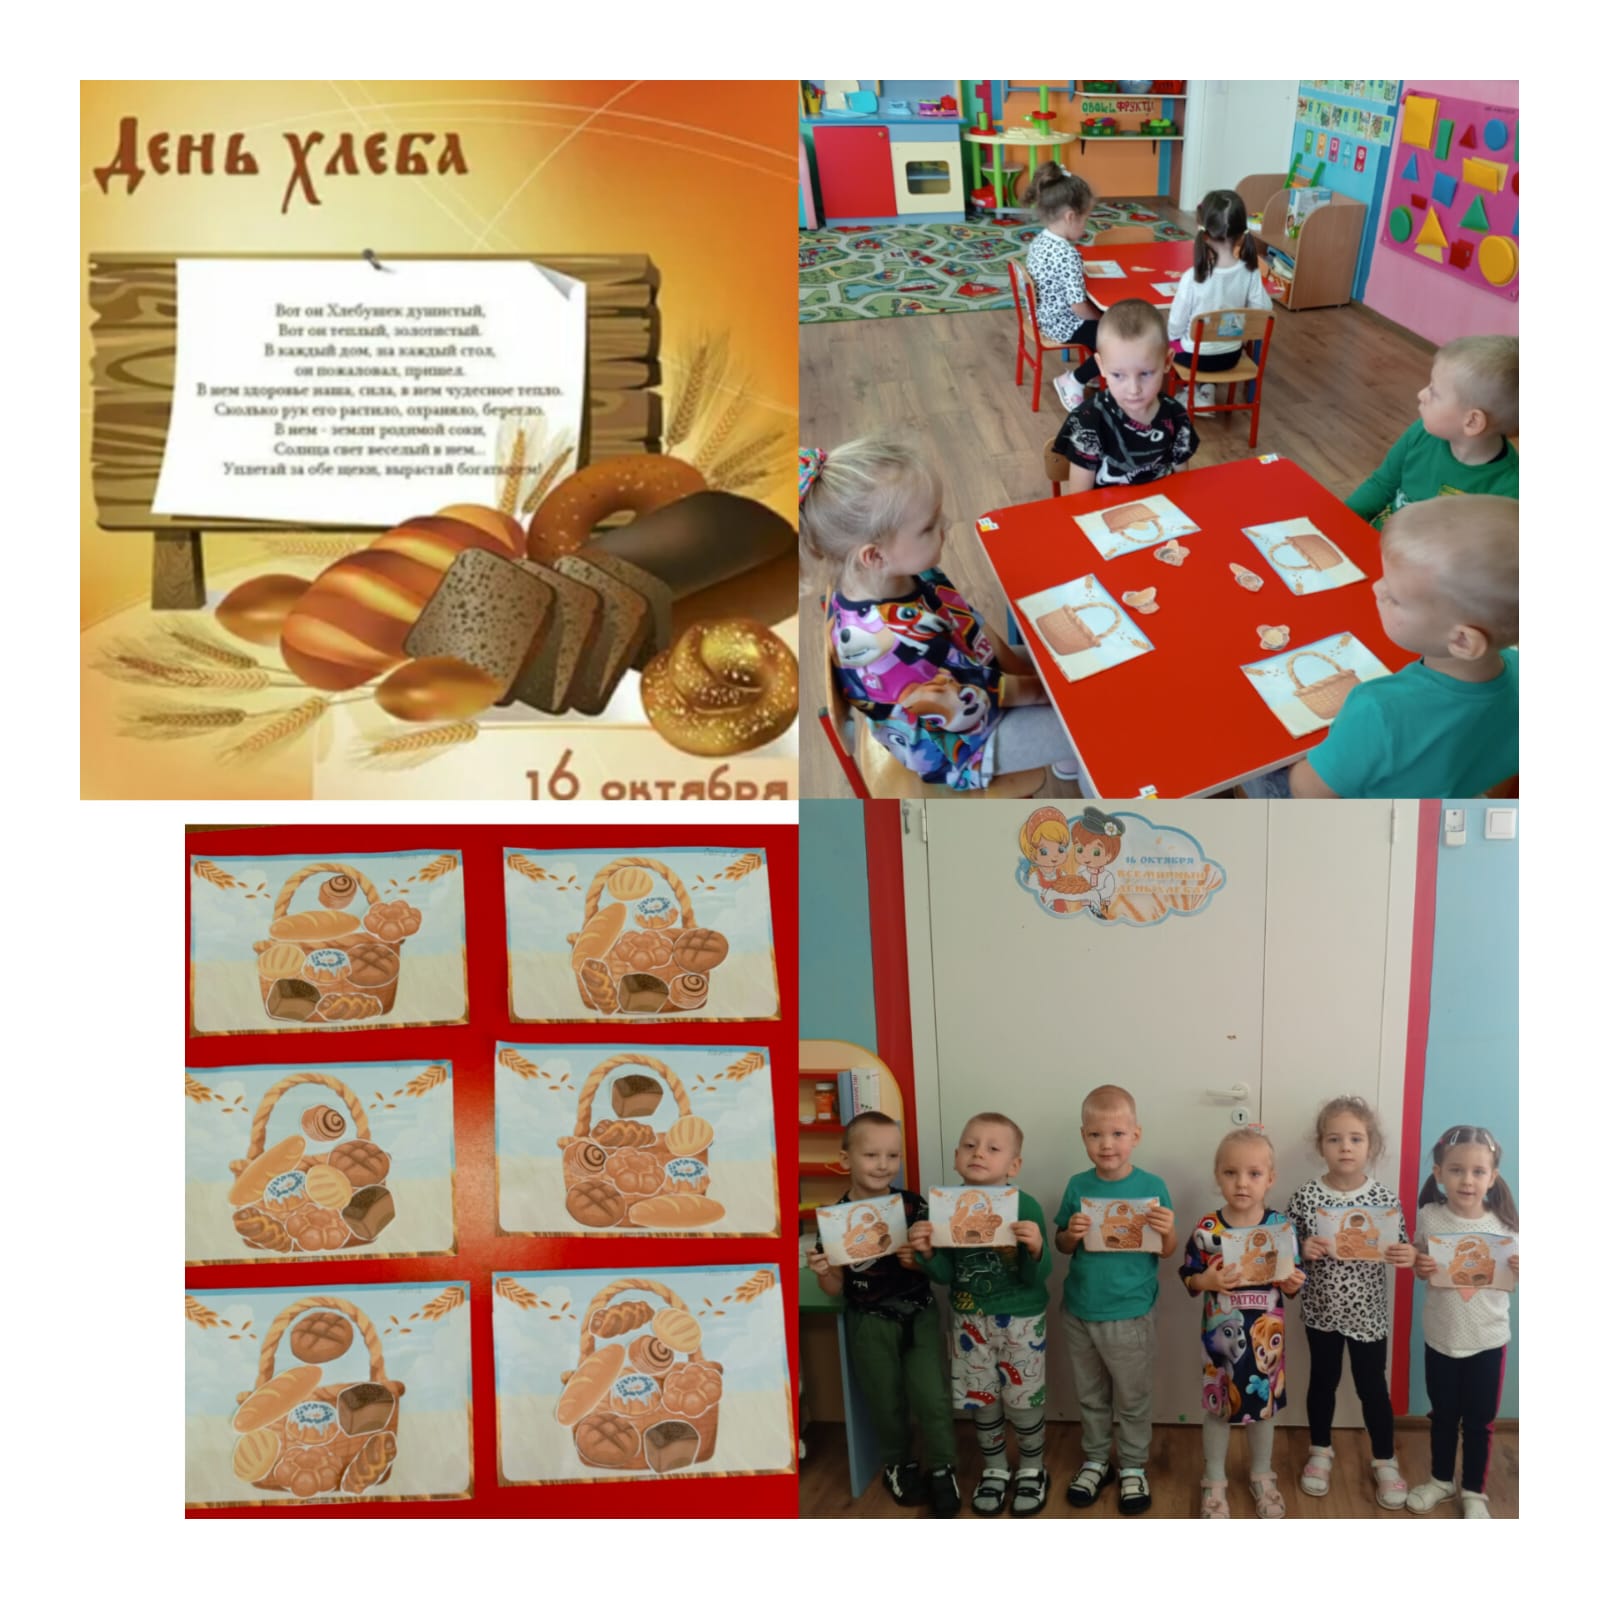 День хлеба
Вот он Хлебушек душистый,
Вот он теплый, золотистый.
В каждый дом, на каждый стол,
он пожаловал, пришел.
В нем здоровье наша, сила, в нем чудесное тепло.
Сколько рук его растило, охраняло, берегло.
В нем - земли родимой соки,
Солнца свет веселый в нем...
Уплетай за обе щеки, вырастай богатырем!
16 октября
ОВОЩИ ФРУКТЫ
16 ОКТЯБРЯ
ВСЕМИРНЫЙ
ДЕНЬ ХЛЕБА
PATROL
'74